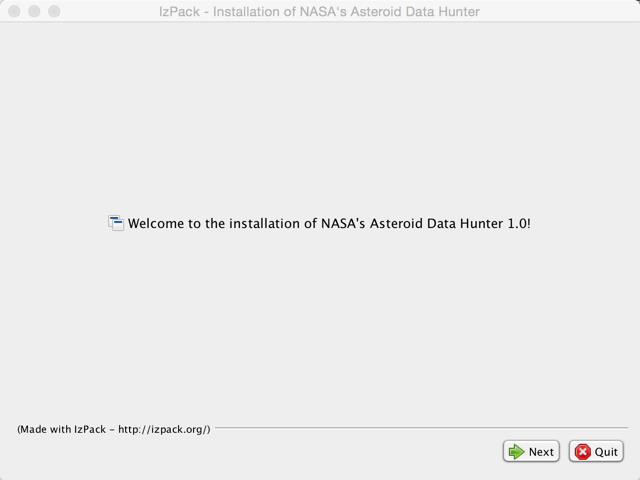 IzPack - Installation of NASA's Asteroid Data Hunter
Welcome to the installation of NASA's Asteroid Data Hunter 1.0!
(Made with IzPack - http://izpack.org/)
Next Quit